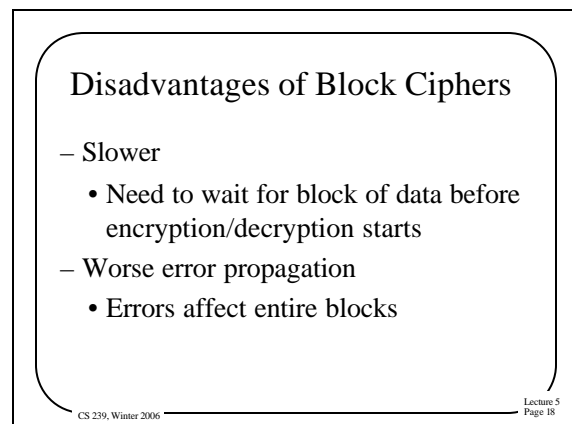 Disadvantages of Block Ciphers
– Slower
• Need to wait for block of data before
encryption/decryption starts
– Worse error propagation
• Errors affect entire blocks
CS 239, Winter 2006
Lecture 5
Page 18